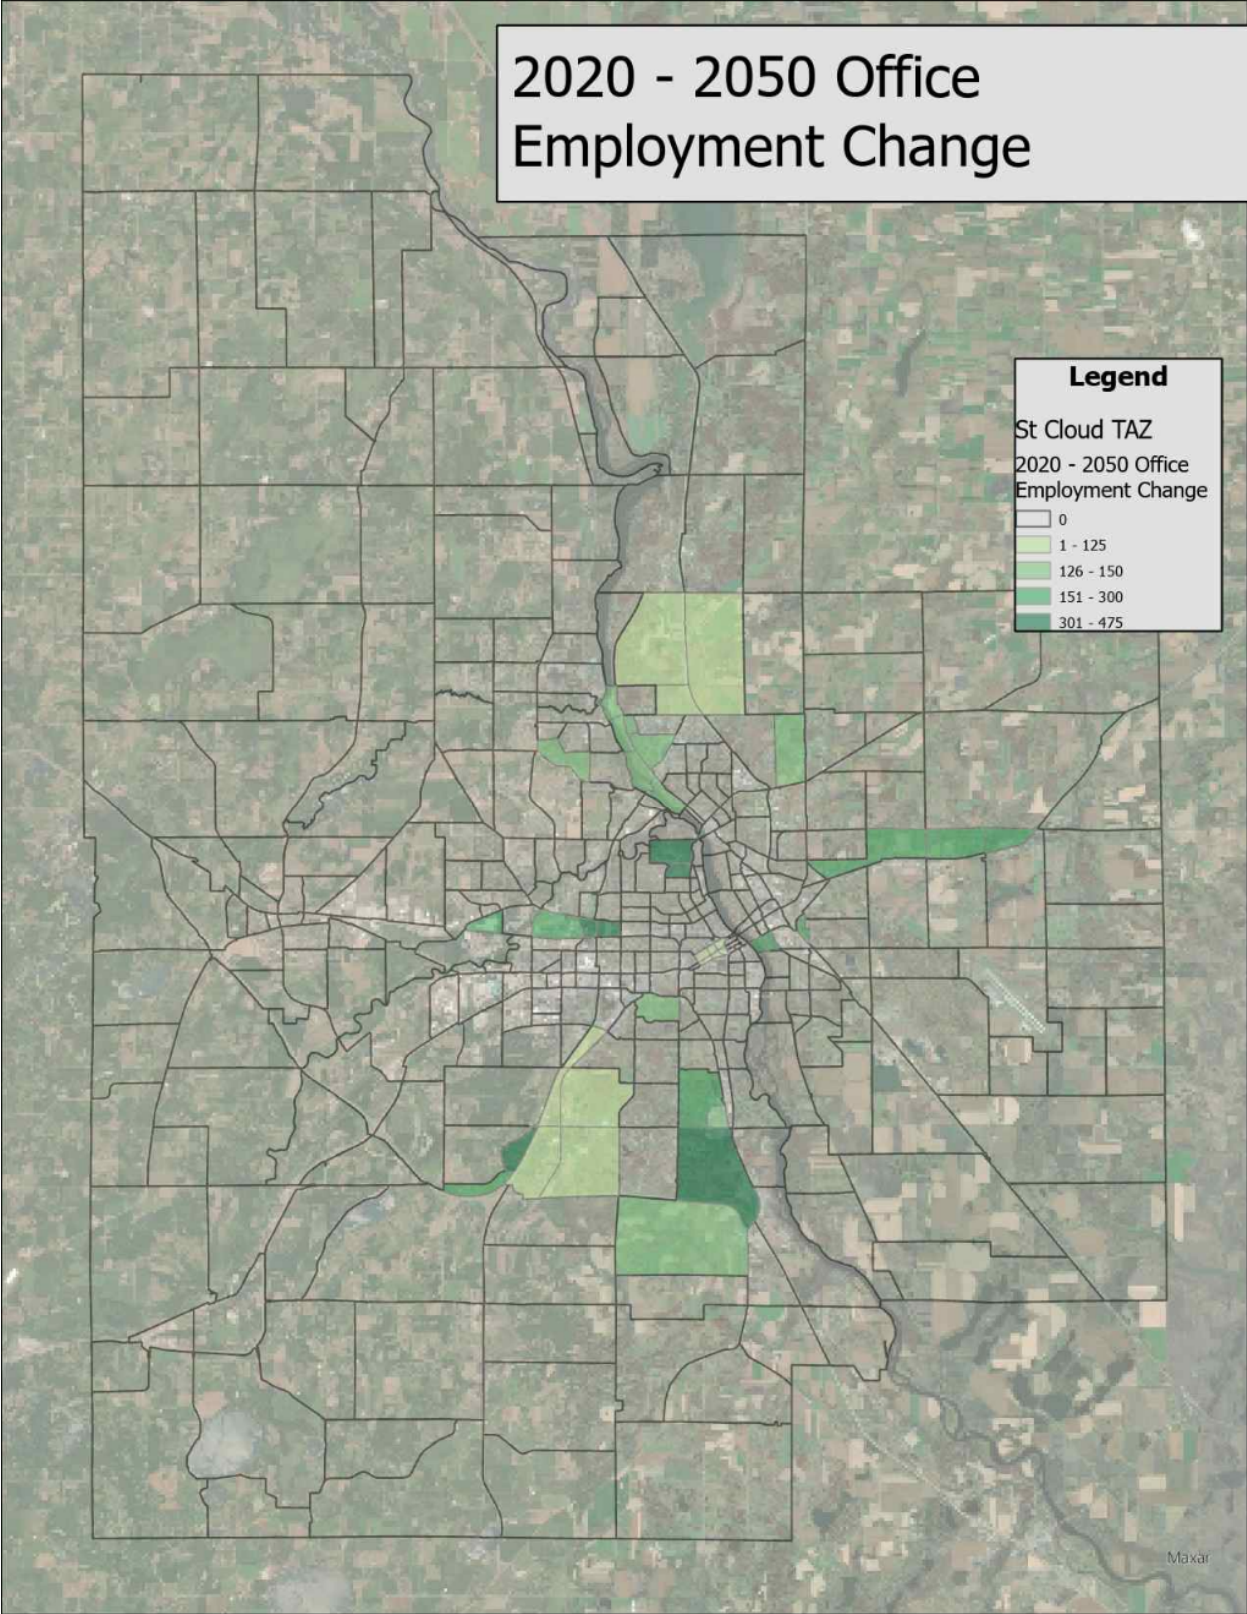 2020 - 2050 Office
Employment Change
Legend
St Cloud TAZ
2020 - 2050 Office
Employment Change
0
1 - 125
126 - 150
151 - 300
301 - 475
Maxar